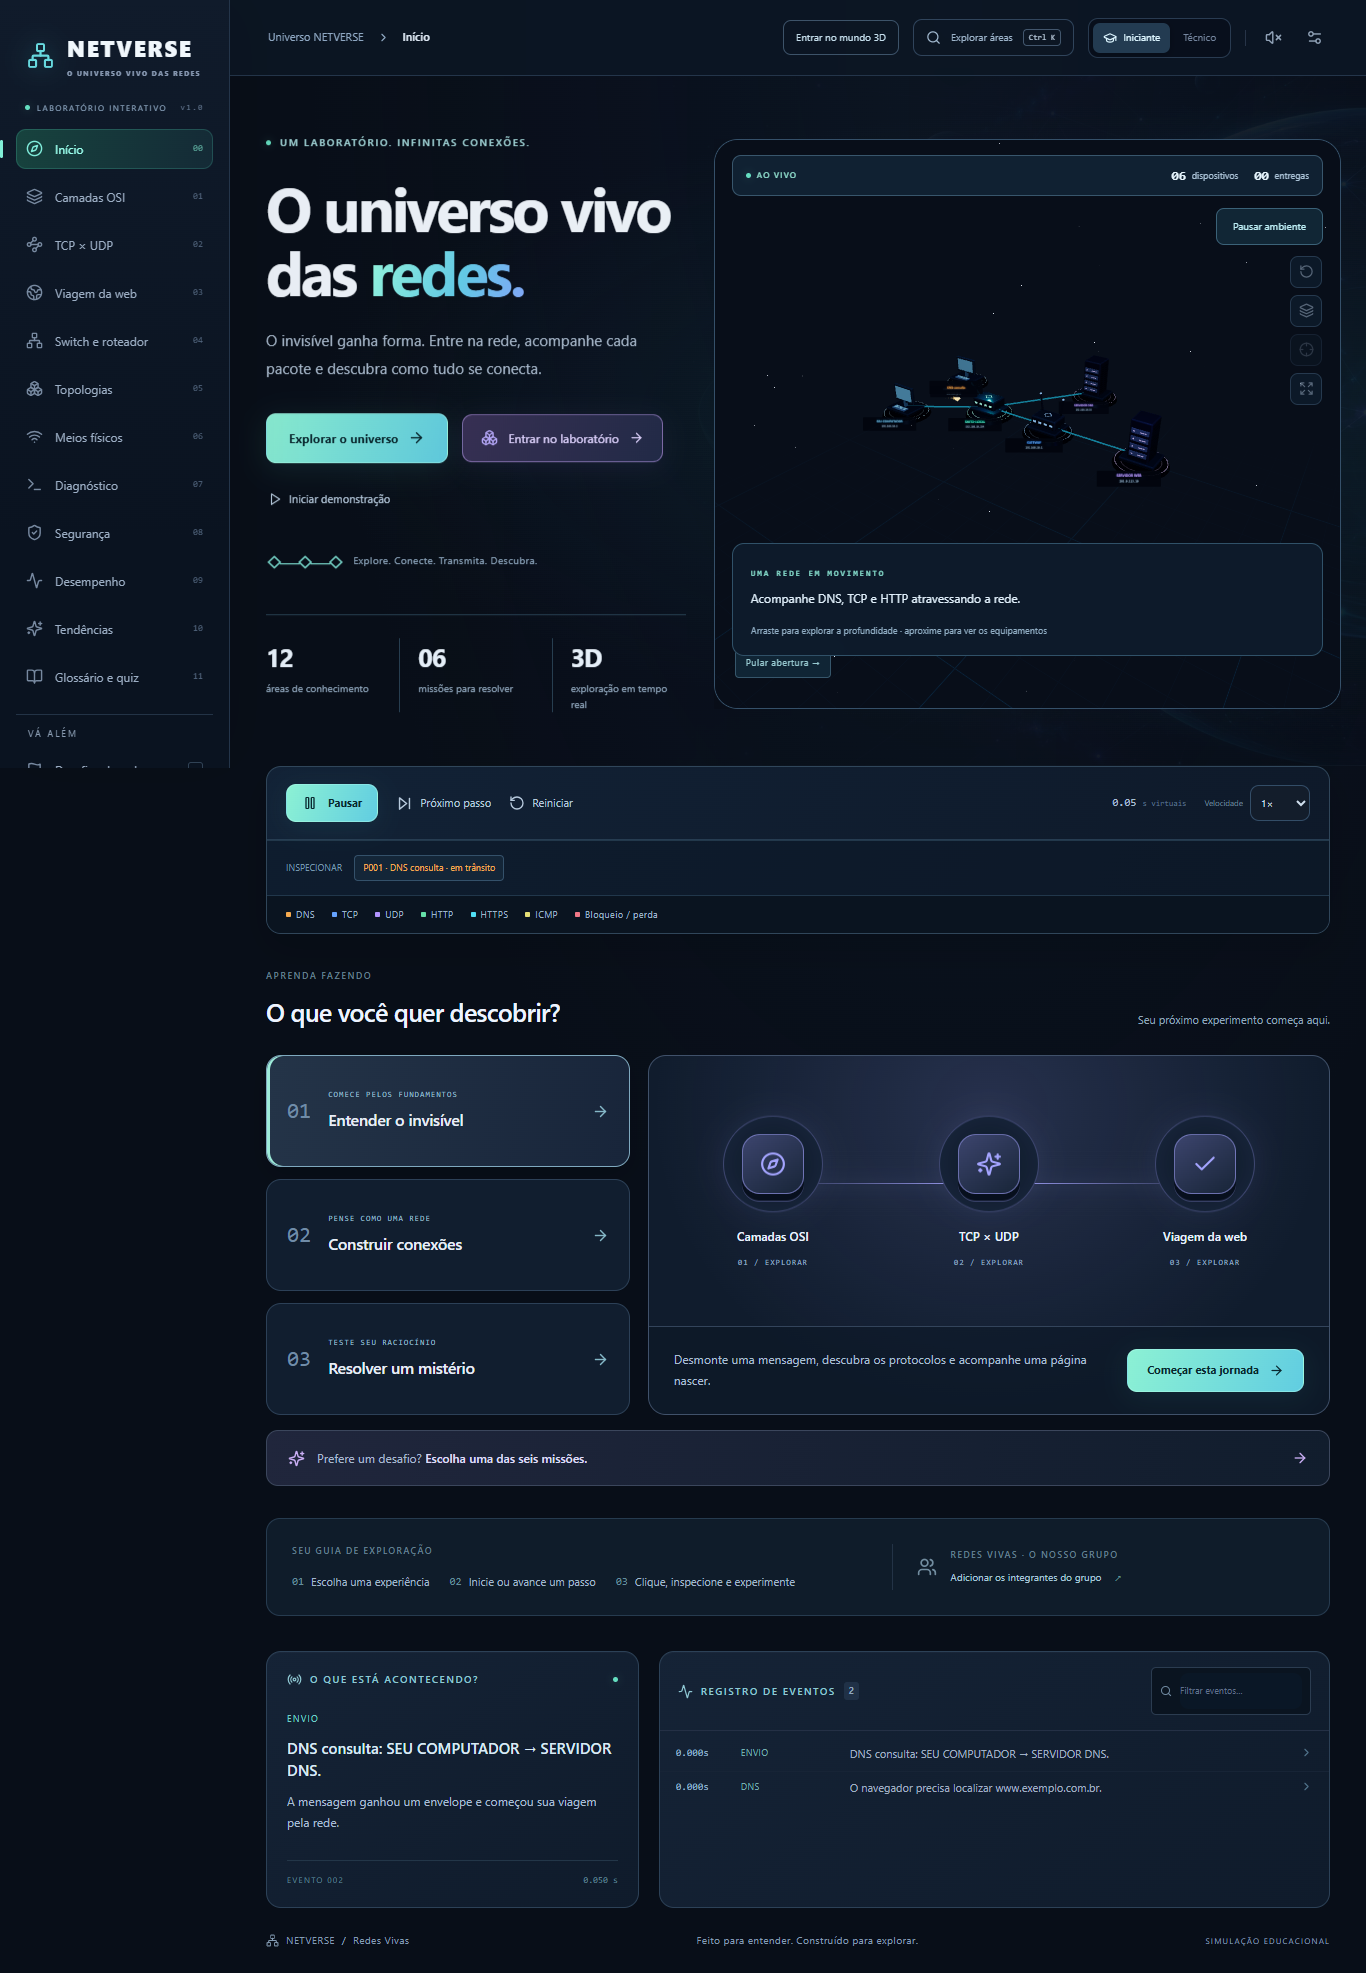 NETVERSE
O UNIVERSO VIVO DAS REDES
LABORATÓRIO INTERATIVO v1.0
Início 00
Camadas OSI 01
TCP × UDP 02
Viagem da web 03
Switch e roteador 04
Topologias 05
Meios físicos 06
Diagnóstico 07
Segurança 08
Desempenho 09
Tendências 10
Glossário e quiz 11
VÁ ALÉM
Universo NETVERSE > Início
Entrar no mundo 3D
Explorar áreas Ctrl K
Iniciante Técnico
UM LABORATÓRIO. INFINITAS CONEXÕES.
O universo vivo
das redes.
O invisível ganha forma. Entre na rede, acompanhe cada
pacote e descubra como tudo se conecta.
Explorar o universo →
Entrar no laboratório →
Iniciar demonstração
Explore. Conecte. Transmita. Descubra.
12
áreas de conhecimento
06
missões para resolver
3D
exploração em tempo
real
AO VIVO
06 dispositivos 00 entregas
Pausar ambiente
UMA REDE EM MOVIMENTO
Acompanhe DNS, TCP e HTTP atravessando a rede.
Arraste para explorar a profundidade · aproxime para ver os equipamentos
Pular abertura →
Pausar
Próximo passo
Reiniciar
0.05 s virtuais
Velocidade 1×
INSPECIONAR P001 · DNS consulta · em trânsito
DNS TCP UDP HTTP HTTPS ICMP Bloqueio / perda
APRENDA FAZENDO
O que você quer descobrir?
Seu próximo experimento começa aqui.
01
COMECE PELOS FUNDAMENTOS
Entender o invisível
02
PENSE COMO UMA REDE
Construir conexões
03
TESTE SEU RACIOCÍNIO
Resolver um mistério
Camadas OSI
01 / EXPLORAR
TCP × UDP
02 / EXPLORAR
Viagem da web
03 / EXPLORAR
Desmonte uma mensagem, descubra os protocolos e acompanhe uma página
nascer.
Começar esta jornada →
Prefere um desafio? Escolha uma das seis missões.
SEU GUIA DE EXPLORAÇÃO
01 Escolha uma experiência 02 Inicie ou avance um passo 03 Clique, inspecione e experimente
REDES VIVAS · O NOSSO GRUPO
Adicionar os integrantes do grupo ↗
O QUE ESTÁ ACONTECENDO?
ENVIO
DNS consulta: SEU COMPUTADOR → SERVIDOR
DNS.
A mensagem ganhou um envelope e começou sua viagem
pela rede.
EVENTO 002 0.050 s
REGISTRO DE EVENTOS 2
Filtrar eventos...
0.000s ENVIO DNS consulta: SEU COMPUTADOR → SERVIDOR DNS.
0.000s DNS O navegador precisa localizar www.exemplo.com.br.
NETVERSE / Redes Vivas
Feito para entender. Construído para explorar.
SIMULAÇÃO EDUCACIONAL